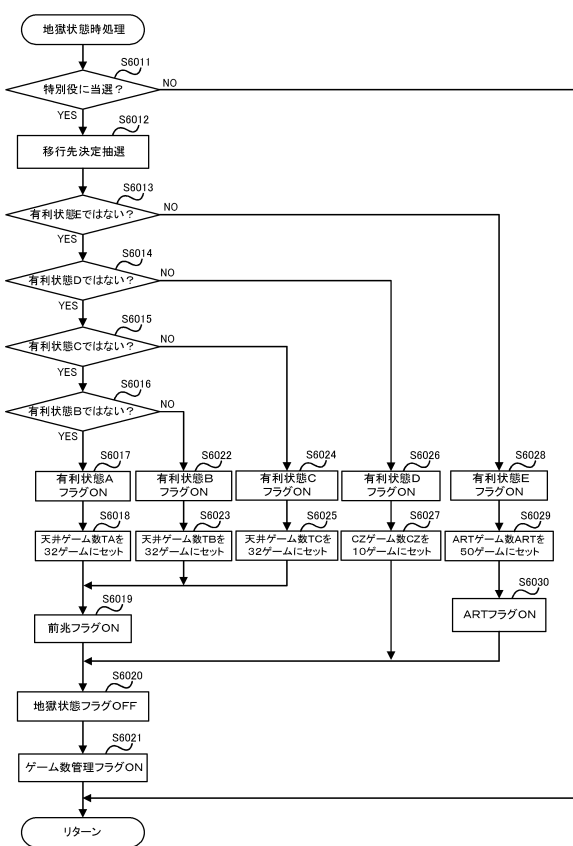 地獄状態時処理
S6011
特別役に当選？
NO
YES
S6012
移行先決定抽選
S6013
有利状態Eではない？
NO
YES
S6014
有利状態Dではない？
NO
YES
S6015
有利状態Cではない？
NO
YES
S6016
有利状態Bではない？
NO
YES
S6017
有利状態A
フラグON
S6022
有利状態B
フラグON
S6024
有利状態C
フラグON
S6026
有利状態D
フラグON
S6028
有利状態E
フラグON
S6018
天井ゲーム数TAを
32ゲームにセット
S6023
天井ゲーム数TBを
32ゲームにセット
S6025
天井ゲーム数TCを
32ゲームにセット
S6027
CZゲーム数CZを
10ゲームにセット
S6029
ARTゲーム数ARTを
50ゲームにセット
S6019
前兆フラグON
S6030
ARTフラグON
S6020
地獄状態フラグOFF
S6021
ゲーム数管理フラグON
リターン